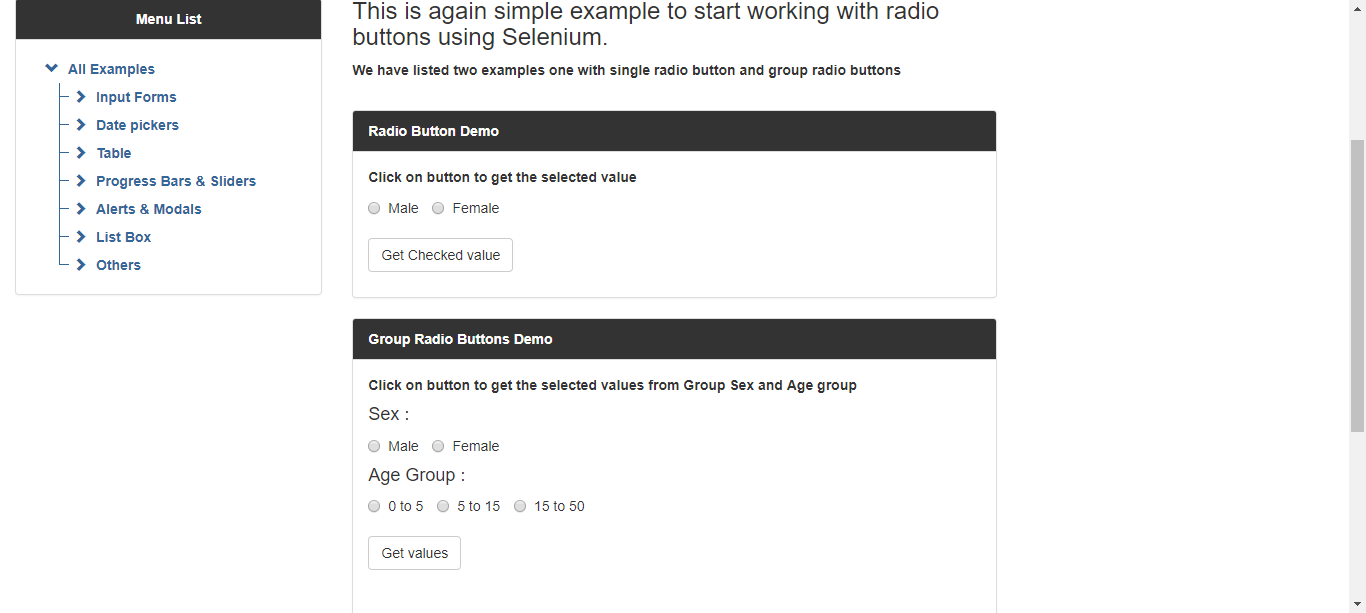 Menu List
All Examples
Input Forms
Date pickers
Table
Progress Bars & Sliders
Alerts & Modals
List Box
Others
This is again simple example to start working with radio
buttons using Selenium.
We have listed two examples one with single radio button and group radio buttons
Radio Button Demo
Click on button to get the selected value
Male Female
Get Checked value
Group Radio Buttons Demo
Click on button to get the selected values from Group Sex and Age group
Sex :
Male Female
Age Group :
0 to 5 5 to 15 15 to 50
Get values